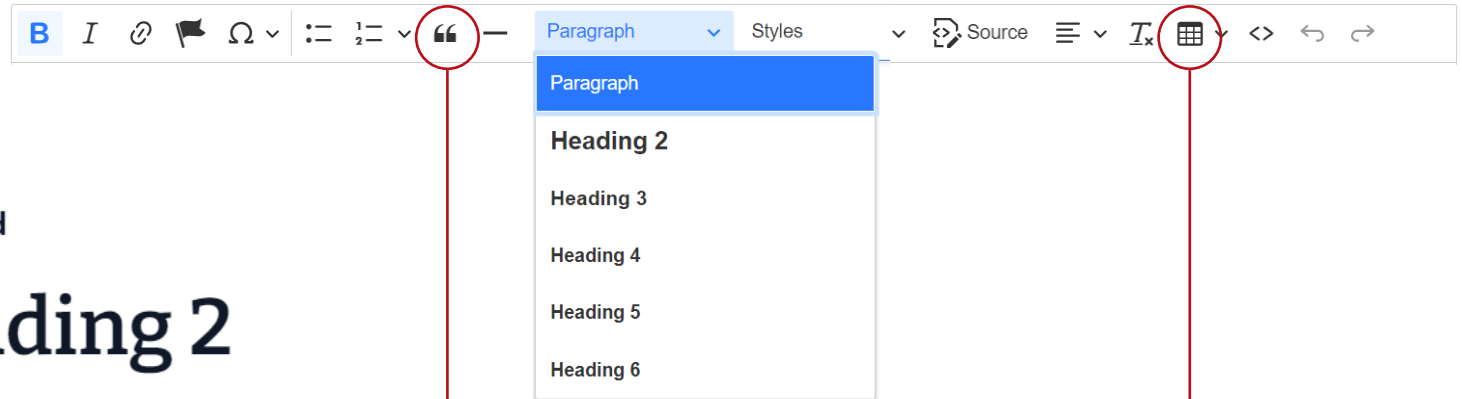 B I
Paragraph
Styles
Source
Paragraph
Heading 2
Heading 3
Heading 4
Heading 5
Heading 6
d
ding 2